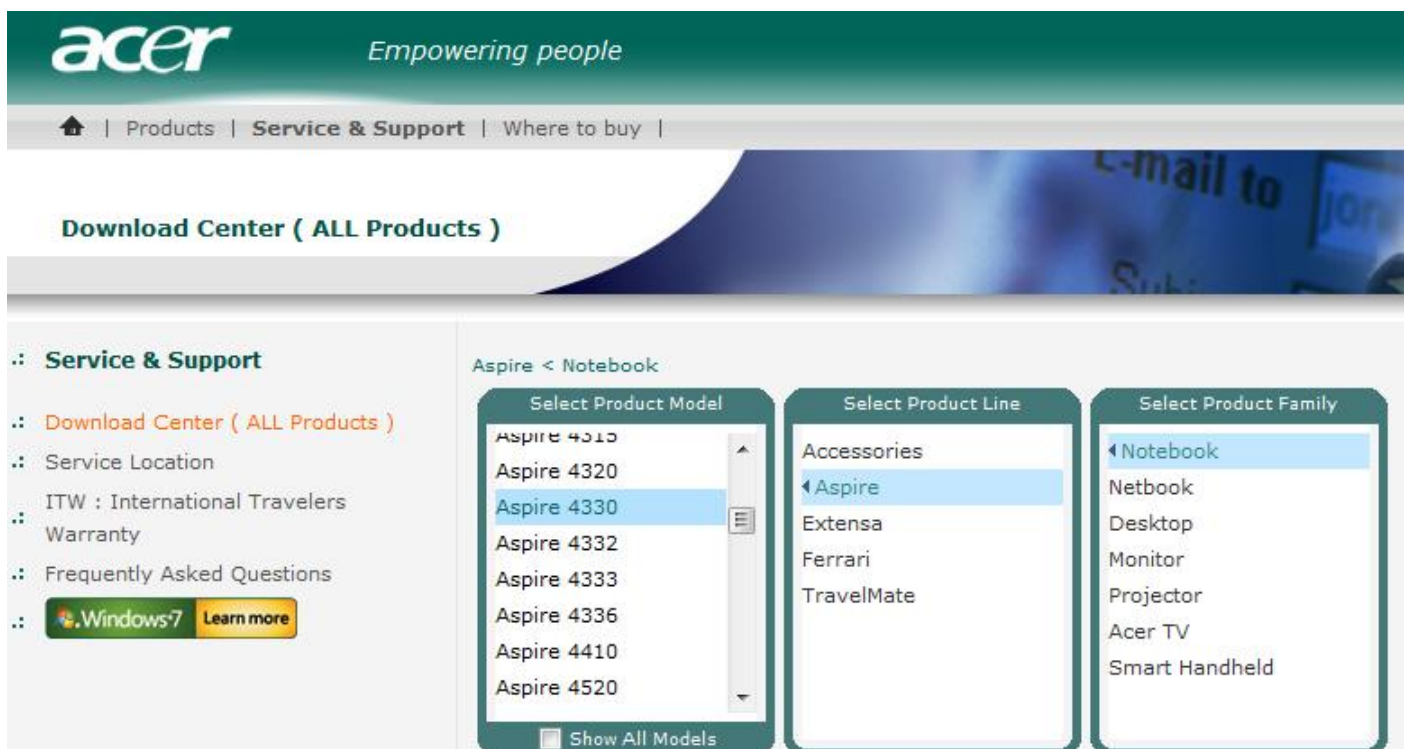 acer Empowering people
| Products | Service & Support | Where to buy |
E-mail to
Download Center ( ALL Products )
Service & Support
Download Center ( ALL Products )
Service Location
ITW : International Travelers
Warranty
Frequently Asked Questions
Windows 7 Learn more
Aspire < Notebook
Select Product Model
Aspire 4315
Aspire 4320
Aspire 4330
Aspire 4332
Aspire 4333
Aspire 4336
Aspire 4410
Aspire 4520
Show All Models
Select Product Line
Accessories
Aspire
Extensa
Ferrari
TravelMate
Select Product Family
Notebook
Netbook
Desktop
Monitor
Projector
Acer TV
Smart Handheld